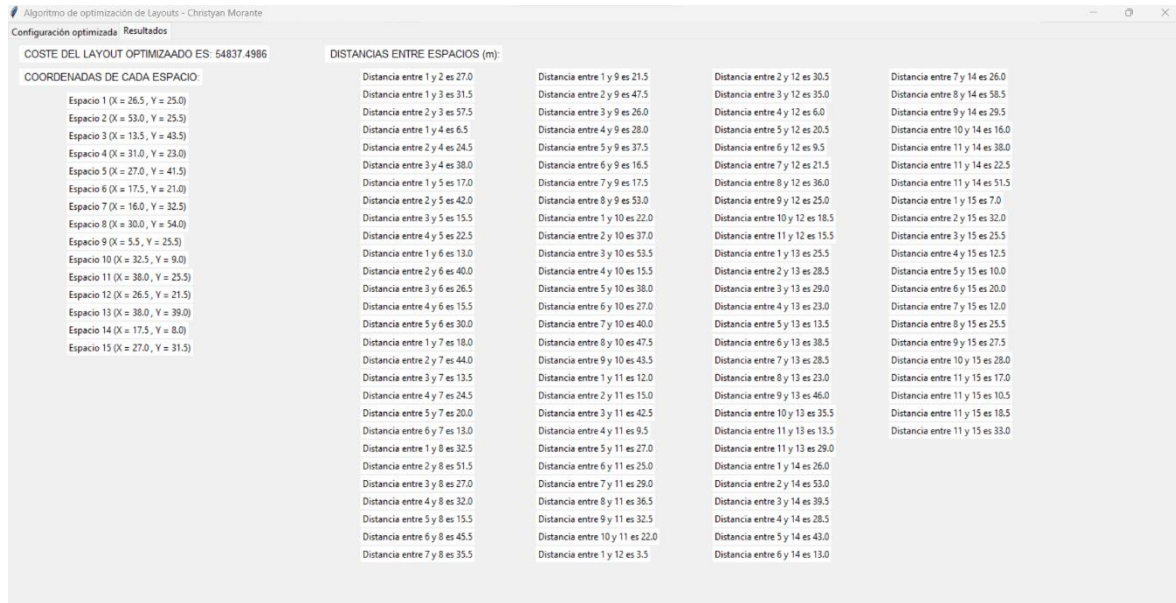 Algoritmo de optimización de Layouts - Christyan Morante
Configuración optimizada Resultados
COSTE DEL LAYOUT OPTIMIZAADO ES: 54837.4986
COORDENADAS DE CADA ESPACIO:
Espacio 1 (X = 26.5 , Y = 25.0)
Espacio 2 (X = 53.0 , Y = 25.5)
Espacio 3 (X = 13.5 , Y = 43.5)
Espacio 4 (X = 31.0 , Y = 23.0)
Espacio 5 (X = 27.0 , Y = 41.5)
Espacio 6 (X = 17.5 , Y = 21.0)
Espacio 7 (X = 16.0 , Y = 32.5)
Espacio 8 (X = 30.0 , Y = 54.0)
Espacio 9 (X = 5.5 , Y = 25.5)
Espacio 10 (X = 32.5 , Y = 9.0)
Espacio 11 (X = 38.0 , Y = 25.5)
Espacio 12 (X = 26.5 , Y = 21.5)
Espacio 13 (X = 38.0 , Y = 39.0)
Espacio 14 (X = 17.5 , Y = 8.0)
Espacio 15 (X = 27.0 , Y = 31.5)
DISTANCIAS ENTRE ESPACIOS (m):
Distancia entre 1 y 2 es 27.0
Distancia entre 1 y 3 es 31.5
Distancia entre 2 y 3 es 57.5
Distancia entre 1 y 4 es 6.5
Distancia entre 2 y 4 es 24.5
Distancia entre 3 y 4 es 38.0
Distancia entre 1 y 5 es 17.0
Distancia entre 2 y 5 es 42.0
Distancia entre 3 y 5 es 15.5
Distancia entre 4 y 5 es 22.5
Distancia entre 1 y 6 es 13.0
Distancia entre 2 y 6 es 40.0
Distancia entre 3 y 6 es 26.5
Distancia entre 4 y 6 es 15.5
Distancia entre 5 y 6 es 30.0
Distancia entre 1 y 7 es 18.0
Distancia entre 2 y 7 es 44.0
Distancia entre 3 y 7 es 13.5
Distancia entre 4 y 7 es 24.5
Distancia entre 5 y 7 es 20.0
Distancia entre 6 y 7 es 13.0
Distancia entre 1 y 8 es 32.5
Distancia entre 2 y 8 es 51.5
Distancia entre 3 y 8 es 27.0
Distancia entre 4 y 8 es 32.0
Distancia entre 5 y 8 es 15.5
Distancia entre 6 y 8 es 45.5
Distancia entre 7 y 8 es 35.5
Distancia entre 1 y 9 es 21.5
Distancia entre 2 y 9 es 47.5
Distancia entre 3 y 9 es 26.0
Distancia entre 4 y 9 es 28.0
Distancia entre 5 y 9 es 37.5
Distancia entre 6 y 9 es 16.5
Distancia entre 7 y 9 es 17.5
Distancia entre 8 y 9 es 53.0
Distancia entre 1 y 10 es 22.0
Distancia entre 2 y 10 es 37.0
Distancia entre 3 y 10 es 53.5
Distancia entre 4 y 10 es 15.5
Distancia entre 5 y 10 es 38.0
Distancia entre 6 y 10 es 27.0
Distancia entre 7 y 10 es 40.0
Distancia entre 8 y 10 es 47.5
Distancia entre 9 y 10 es 43.5
Distancia entre 1 y 11 es 12.0
Distancia entre 2 y 11 es 15.0
Distancia entre 3 y 11 es 42.5
Distancia entre 4 y 11 es 9.5
Distancia entre 5 y 11 es 27.0
Distancia entre 6 y 11 es 25.0
Distancia entre 7 y 11 es 29.0
Distancia entre 8 y 11 es 36.5
Distancia entre 9 y 11 es 32.5
Distancia entre 10 y 11 es 22.0
Distancia entre 1 y 12 es 3.5
Distancia entre 2 y 12 es 30.5
Distancia entre 3 y 12 es 35.0
Distancia entre 4 y 12 es 6.0
Distancia entre 5 y 12 es 20.5
Distancia entre 6 y 12 es 9.5
Distancia entre 7 y 12 es 21.5
Distancia entre 8 y 12 es 36.0
Distancia entre 9 y 12 es 25.0
Distancia entre 10 y 12 es 18.5
Distancia entre 11 y 12 es 15.5
Distancia entre 1 y 13 es 25.5
Distancia entre 2 y 13 es 28.5
Distancia entre 3 y 13 es 29.0
Distancia entre 4 y 13 es 23.0
Distancia entre 5 y 13 es 13.5
Distancia entre 6 y 13 es 38.5
Distancia entre 7 y 13 es 28.5
Distancia entre 8 y 13 es 23.0
Distancia entre 9 y 13 es 46.0
Distancia entre 10 y 13 es 35.5
Distancia entre 11 y 13 es 13.5
Distancia entre 11 y 13 es 29.0
Distancia entre 1 y 14 es 26.0
Distancia entre 2 y 14 es 53.0
Distancia entre 3 y 14 es 39.5
Distancia entre 4 y 14 es 28.5
Distancia entre 5 y 14 es 43.0
Distancia entre 6 y 14 es 13.0
Distancia entre 7 y 14 es 26.0
Distancia entre 8 y 14 es 58.5
Distancia entre 9 y 14 es 29.5
Distancia entre 10 y 14 es 16.0
Distancia entre 11 y 14 es 38.0
Distancia entre 11 y 14 es 22.5
Distancia entre 11 y 14 es 51.5
Distancia entre 1 y 15 es 7.0
Distancia entre 2 y 15 es 32.0
Distancia entre 3 y 15 es 25.5
Distancia entre 4 y 15 es 12.5
Distancia entre 5 y 15 es 10.0
Distancia entre 6 y 15 es 20.0
Distancia entre 7 y 15 es 12.0
Distancia entre 8 y 15 es 25.5
Distancia entre 9 y 15 es 27.5
Distancia entre 10 y 15 es 28.0
Distancia entre 11 y 15 es 17.0
Distancia entre 11 y 15 es 10.5
Distancia entre 11 y 15 es 18.5
Distancia entre 11 y 15 es 33.0